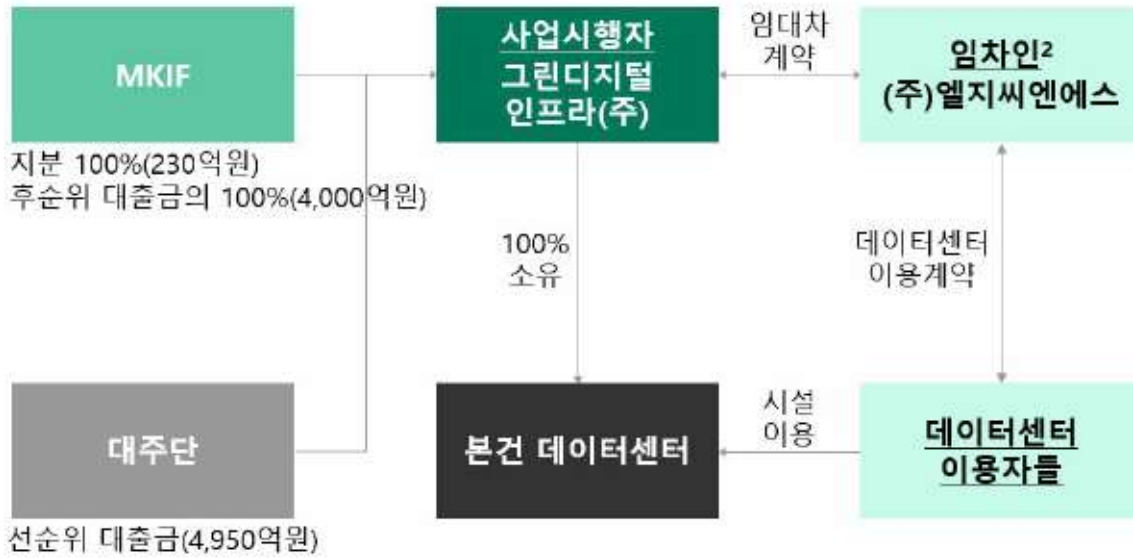 MKIF
지분 100%(230억원)
후순위 대출금의 100%(4,000억원)
사업시행자
그린디지털
인프라(주)
임대차
계약
임차인²
(주)엘지씨엔에스
100%
소유
데이터센터
이용계약
대주단
선순위 대출금(4,950억원)
본건 데이터센터
시설
이용
데이터센터
이용자들